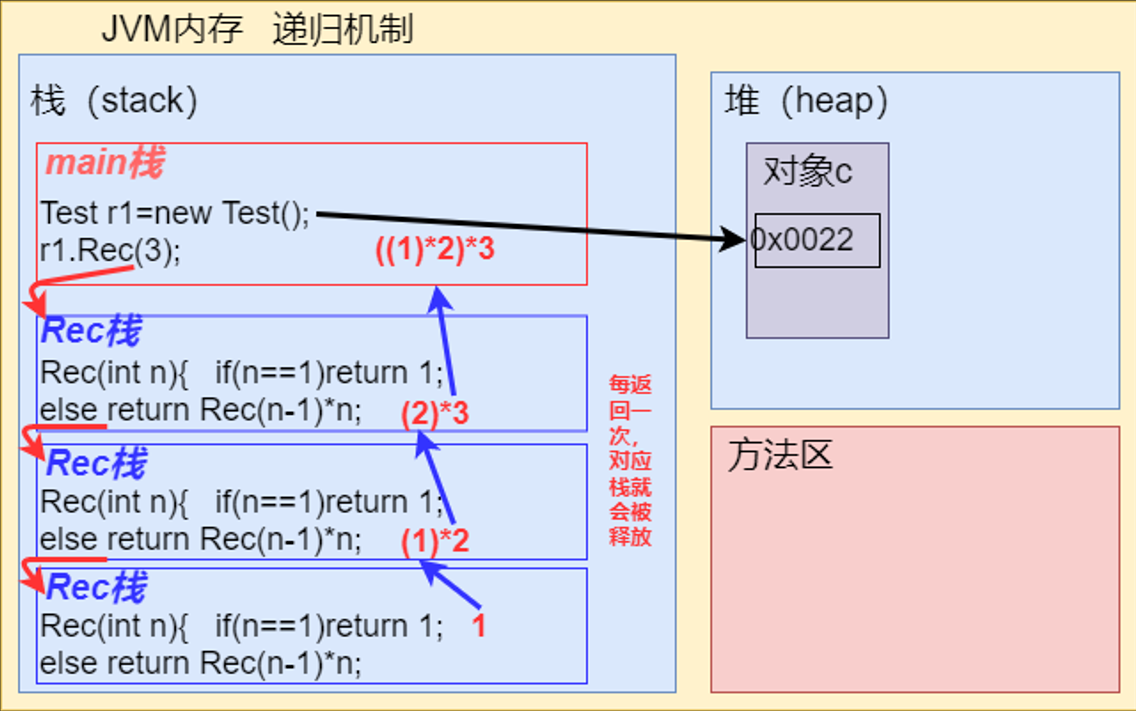 JVM内存 递归机制
栈（stack）
main栈
Test r1=new Test();
r1.Rec(3);
((1)*2)*3
Rec栈
Rec(int n){ if(n==1)return 1;
else return Rec(n-1)*n;
(2)*3
Rec栈
Rec(int n){ if(n==1)return 1;
else return Rec(n-1)*n;
(1)*2
Rec栈
Rec(int n){ if(n==1)return 1;
1
else return Rec(n-1)*n;
每返
回一
次，
对应
栈就
会被
释放
堆（heap）
对象c
0x0022
方法区